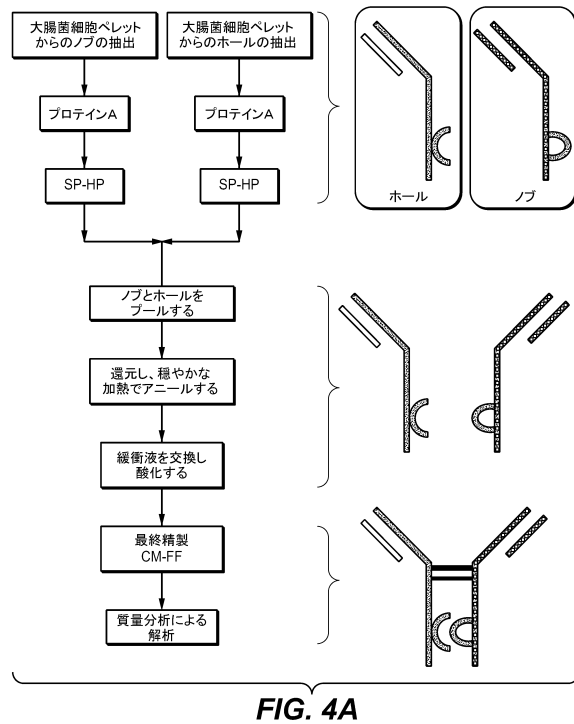 大腸菌細胞ペレット
からのノブの抽出
大腸菌細胞ペレット
からのホールの抽出
プロテインA
プロテインA
SP-HP
SP-HP
ホール
ノブ
ノブとホールを
プールする
還元し、穏やかな
加熱でアニールする
緩衝液を交換し
酸化する
最終精製
CM-FF
質量分析による
解析
FIG. 4A